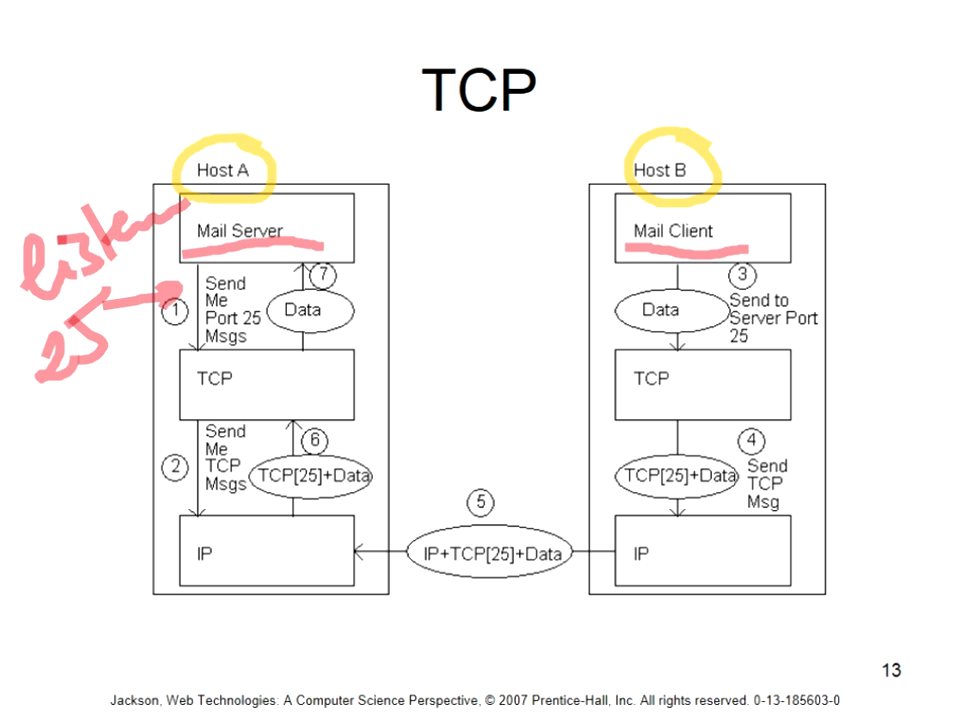 TCP
Host A
Host B
listen
25
Mail Server
Mail Client
1
Send
Me
Port 25
Msgs
7
Data
3
Data
Send to
Server Port
25
TCP
TCP
2
Send
Me
TCP
Msgs
6
TCP[25]+Data
4
TCP[25]+Data
Send
TCP
Msg
5
IP
IP+TCP[25]+Data
IP
13
Jackson, Web Technologies: A Computer Science Perspective, © 2007 Prentice-Hall, Inc. All rights reserved. 0-13-185603-0